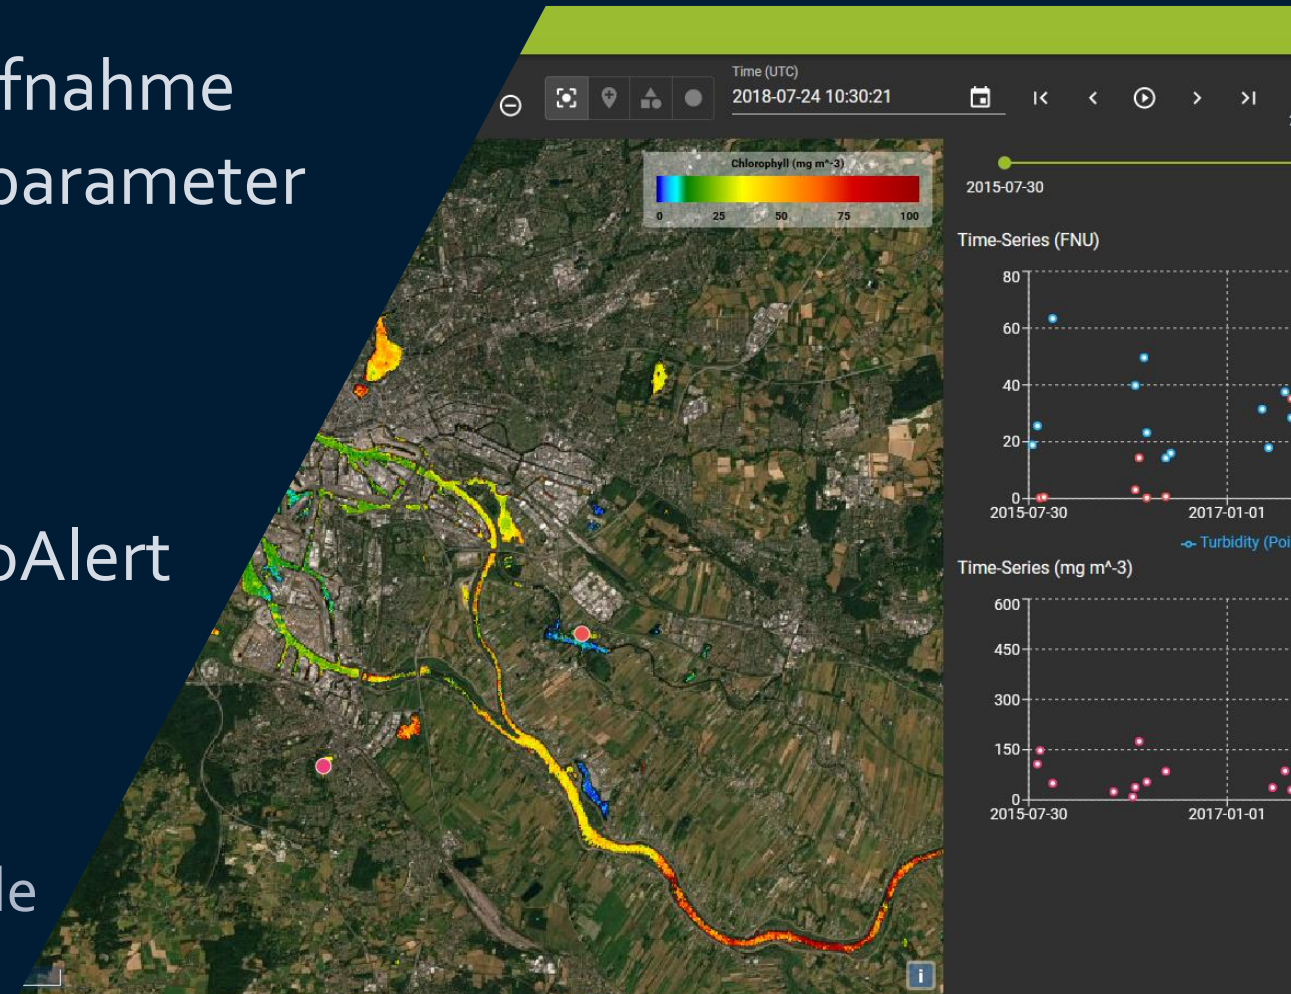 fnahme
parameter
oAlert
le
Time (UTC)
2018-07-24 10:30:21
Chlorophyll (mg m^-3)
0 25 50 75 100
2015-07-30
Time-Series (FNU)
80
60
40
20
0
2015-07-30 2017-01-01
Turbidity (Poi
Time-Series (mg m^-3)
600
450
300
150
0
2015-07-30 2017-01-01
i